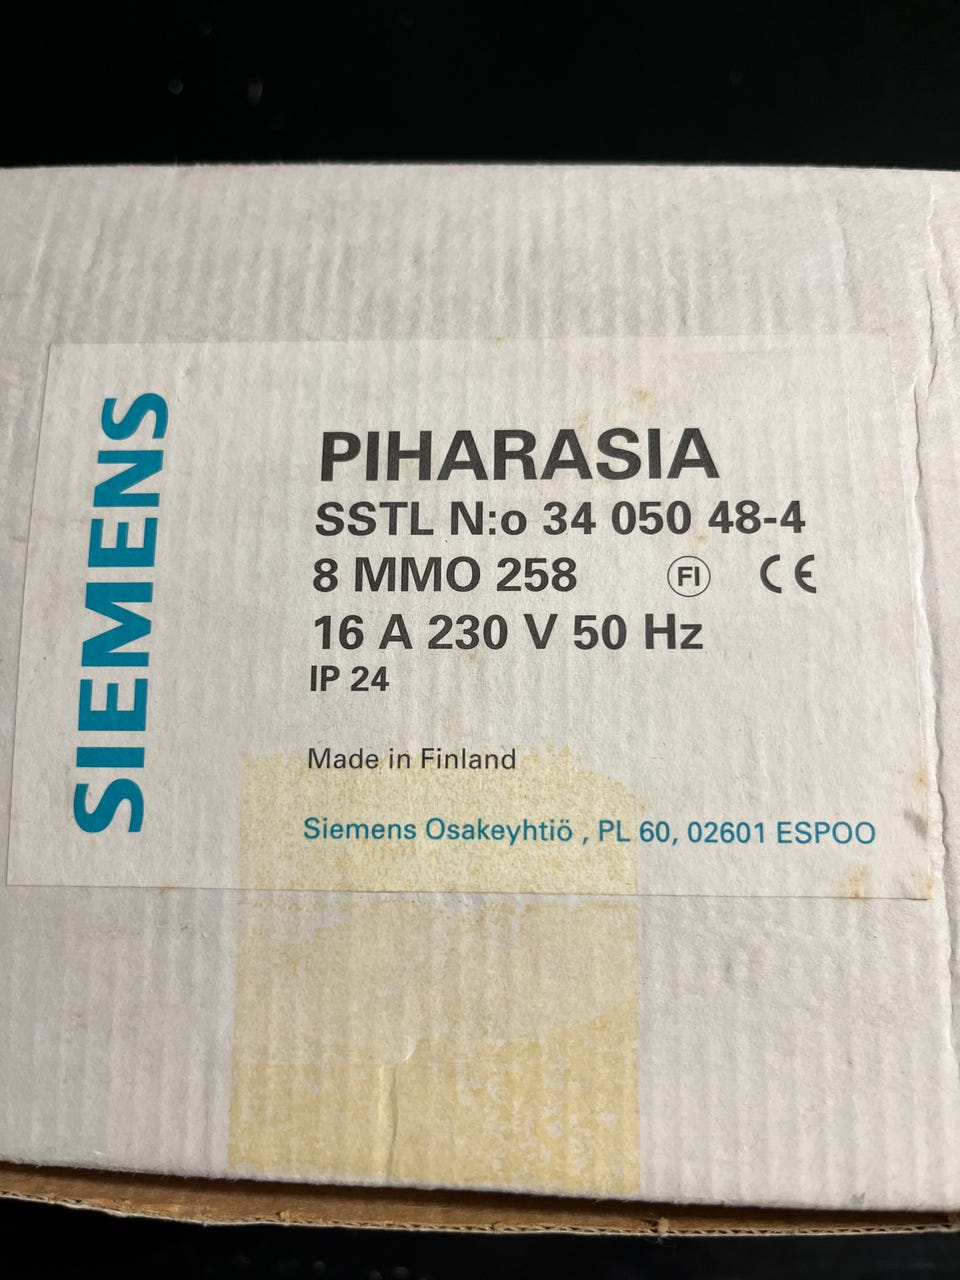 SIEMENS
PIHARASIA
SSTL N:o 34 050 48-4
8 MMO 258 FI CE
16 A 230 V 50 Hz
IP 24
Made in Finland
Siemens Osakeyhtiö , PL 60, 02601 ESPOO